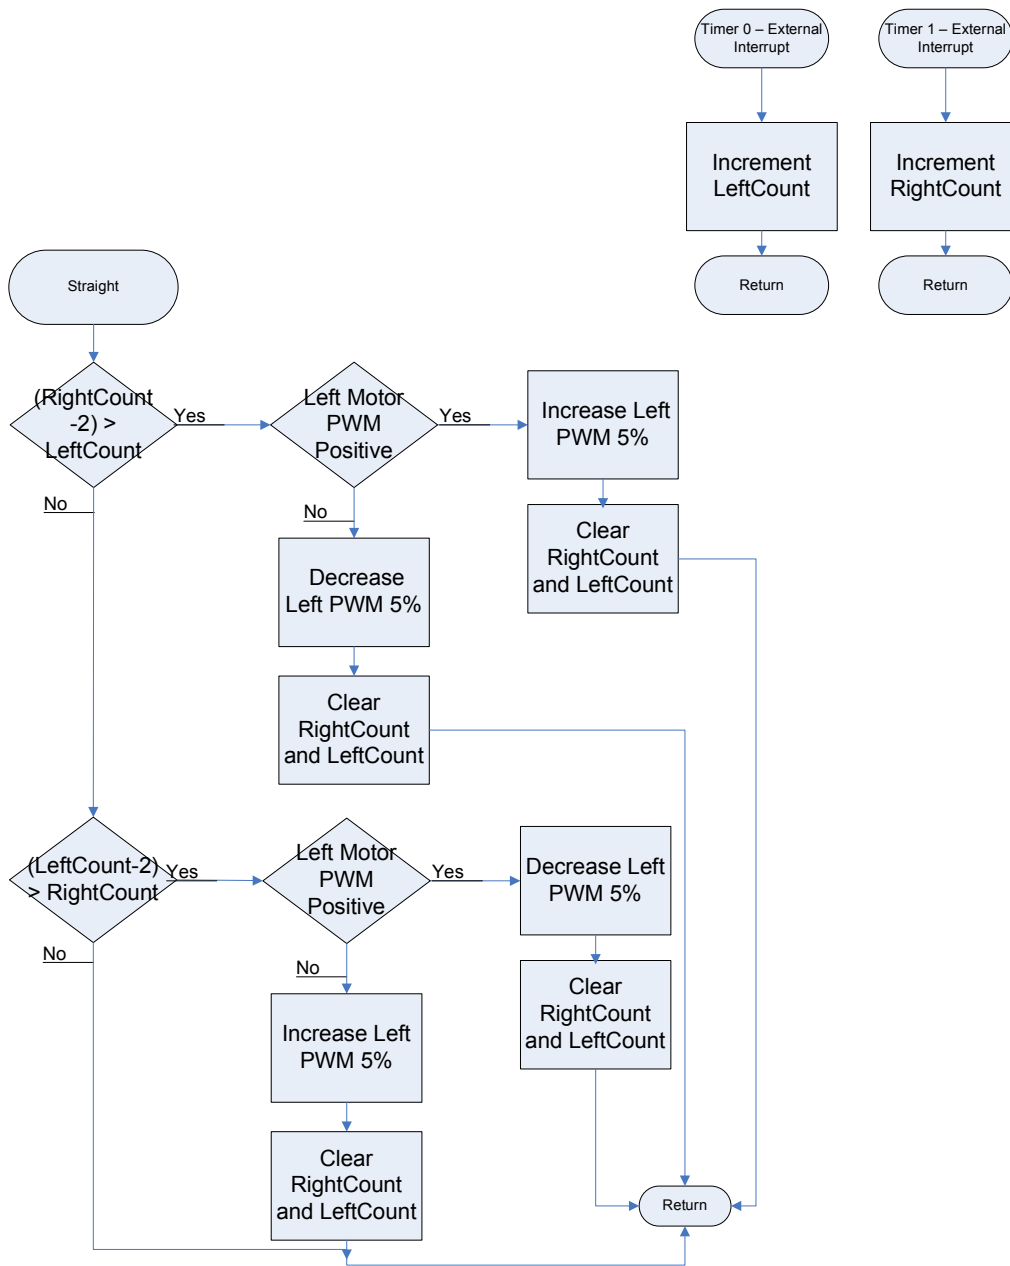 Timer 0 – External
Interrupt
Timer 1 – External
Interrupt
Increment
LeftCount
Increment
RightCount
Return
Return
Straight
(RightCount
-2) >
LeftCount
Yes
Left Motor
PWM
Positive
Yes
Increase Left
PWM 5%
No
No
Clear
RightCount
and LeftCount
Decrease
Left PWM 5%
Clear
RightCount
and LeftCount
(LeftCount-2)
> RightCount
Yes
Left Motor
PWM
Positive
Yes
Decrease Left
PWM 5%
No
No
Clear
RightCount
and LeftCount
Increase Left
PWM 5%
Clear
RightCount
and LeftCount
Return